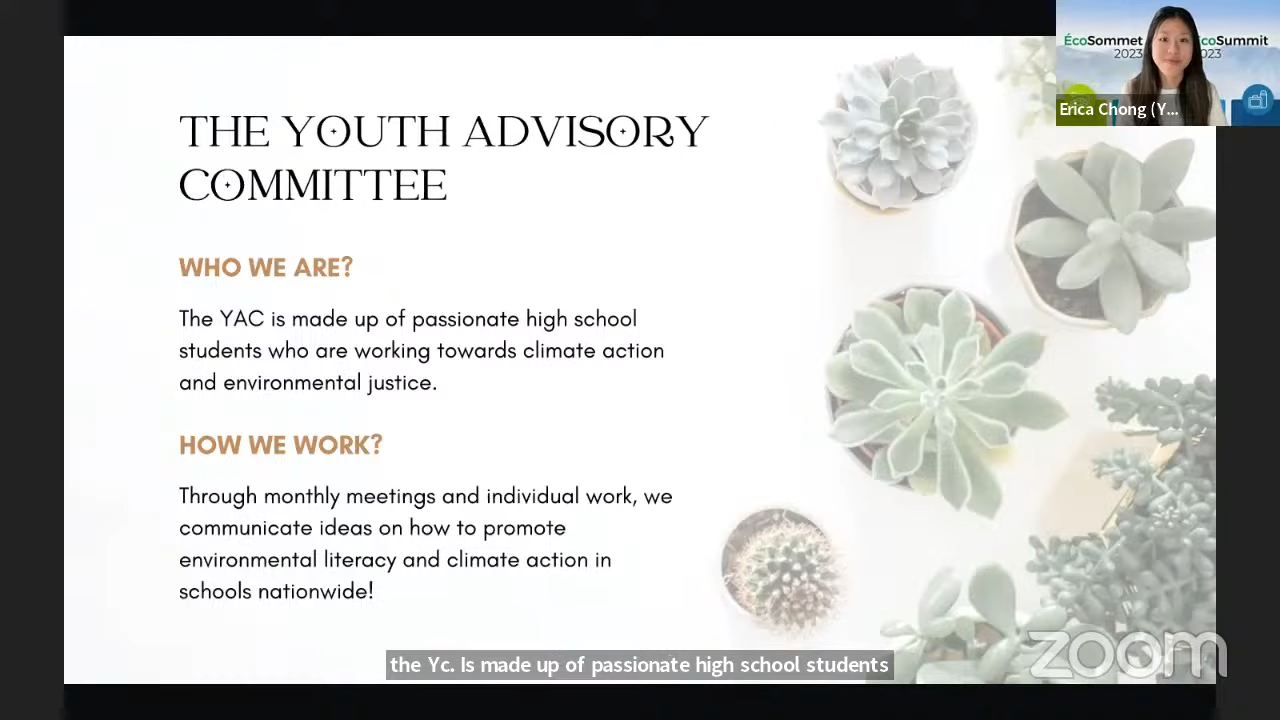 ÉcoSommet
2023
coSummit
023
Erica Chong (Y...
THE YOUTH ADVISORY
COMMITTEE
WHO WE ARE?
The YAC is made up of passionate high school
students who are working towards climate action
and environmental justice.
HOW WE WORK?
Through monthly meetings and individual work, we
communicate ideas on how to promote
environmental literacy and climate action in
schools nationwide!
the Yc. Is made up of passionate high school students
zoom